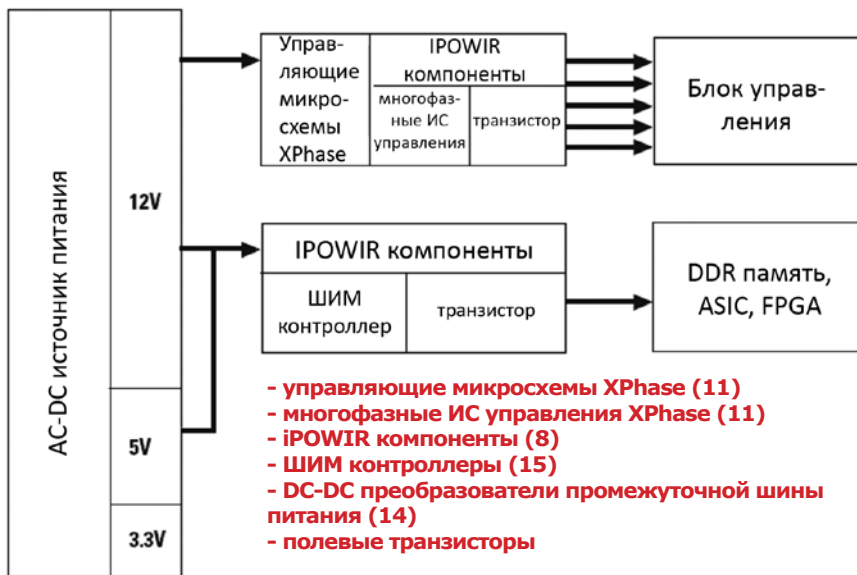 AC-DC источник питания
12V
5V
3.3V
Управ-
ляющие
микро-
схемы
XPhase
IPOWIR
компоненты
многофаз-
ные ИС
управления
транзистор
Блок управ-
ления
IPOWIR компоненты
ШИМ
контроллер
транзистор
DDR память,
ASIC, FPGA
- управляющие микросхемы XPhase (11)
- многофазные ИС управления XPhase (11)
- iPOWIR компоненты (8)
- ШИМ контроллеры (15)
- DC-DC преобразователи промежуточной шины
питания (14)
- полевые транзисторы